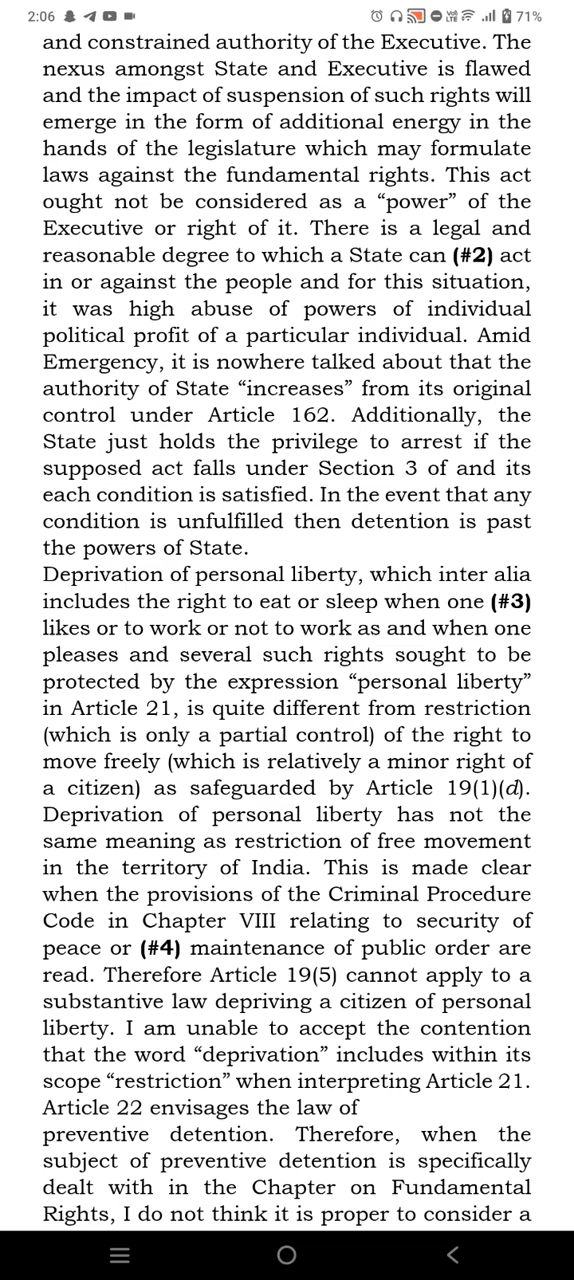 2:06 71%
and constrained authority of the Executive. The
nexus amongst State and Executive is flawed
and the impact of suspension of such rights will
emerge in the form of additional energy in the
hands of the legislature which may formulate
laws against the fundamental rights. This act
ought not be considered as a “power” of the
Executive or right of it. There is a legal and
reasonable degree to which a State can (#2) act
in or against the people and for this situation,
it was high abuse of powers of individual
political profit of a particular individual. Amid
Emergency, it is nowhere talked about that the
authority of State “increases” from its original
control under Article 162. Additionally, the
State just holds the privilege to arrest if the
supposed act falls under Section 3 of and its
each condition is satisfied. In the event that any
condition is unfulfilled then detention is past
the powers of State.
Deprivation of personal liberty, which inter alia
includes the right to eat or sleep when one (#3)
likes or to work or not to work as and when one
pleases and several such rights sought to be
protected by the expression “personal liberty”
in Article 21, is quite different from restriction
(which is only a partial control) of the right to
move freely (which is relatively a minor right of
a citizen) as safeguarded by Article 19(1)(d).
Deprivation of personal liberty has not the
same meaning as restriction of free movement
in the territory of India. This is made clear
when the provisions of the Criminal Procedure
Code in Chapter VIII relating to security of
peace or (#4) maintenance of public order are
read. Therefore Article 19(5) cannot apply to a
substantive law depriving a citizen of personal
liberty. I am unable to accept the contention
that the word “deprivation” includes within its
scope “restriction” when interpreting Article 21.
Article 22 envisages the law of
preventive detention. Therefore, when the
subject of preventive detention is specifically
dealt with in the Chapter on Fundamental
Rights, I do not think it is proper to consider a